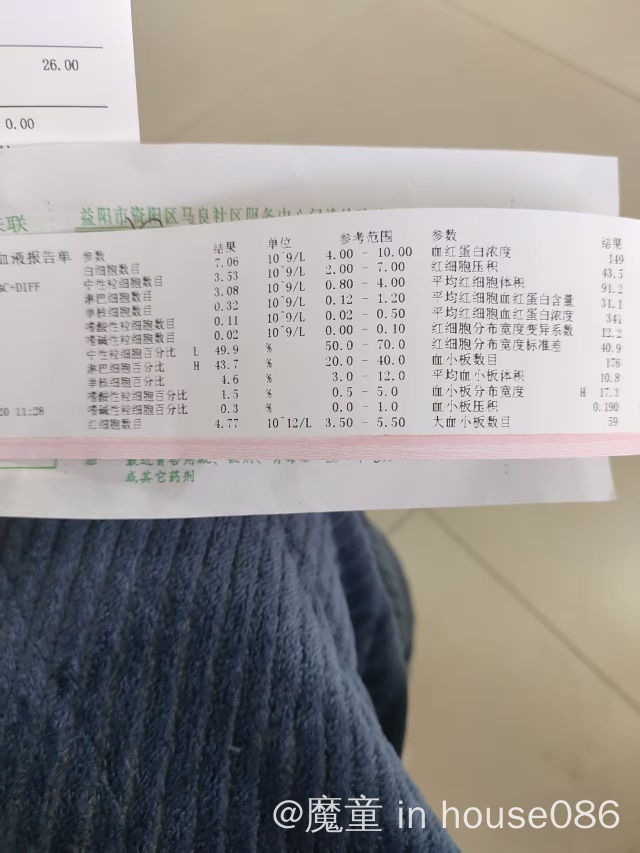 26.00
0.00
联
益阳市资阳区马良社区服务中心门诊
血液报告单 参数 结果 单位 参考范围 参数 结果
白细胞数目 7.06 10^9/L 4.00 - 10.00 血红蛋白浓度 149
C+DIFF 中性粒细胞数目 3.53 10^9/L 2.00 - 7.00 红细胞压积 43.5
淋巴细胞数目 3.08 10^9/L 0.80 - 4.00 平均红细胞体积 91.2
单核细胞数目 0.32 10^9/L 0.12 - 1.20 平均红细胞血红蛋白含量 31.1
嗜酸性粒细胞数目 0.11 10^9/L 0.02 - 0.50 平均红细胞血红蛋白浓度 342
嗜碱性粒细胞数目 0.02 10^9/L 0.00 - 0.10 红细胞分布宽度变异系数 12.2
中性粒细胞百分比 L 49.9 % 50.0 - 70.0 红细胞分布宽度标准差 40.9
淋巴细胞百分比 H 43.7 % 20.0 - 40.0 血小板数目 176
单核细胞百分比 4.6 % 3.0 - 12.0 平均血小板体积 10.8
嗜酸性粒细胞百分比 1.5 % 0.5 - 5.0 血小板分布宽度 H 17.3
20 11:28 嗜碱性粒细胞百分比 0.3 % 0.0 - 1.0 血小板压积 0.190
红细胞数目 4.77 10^12/L 3.50 - 5.50 大血小板数目 59
或其它药剂
@魔童 in house086